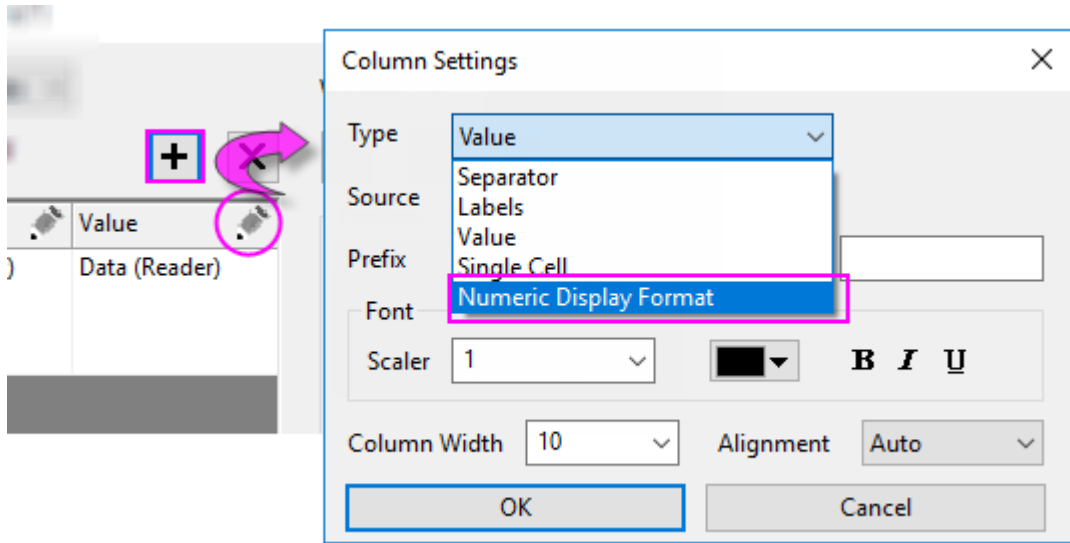 Column Settings
Type Value
Separator
Source Labels
Value
Prefix Single Cell
Numeric Display Format
Font
Scaler 1 B I U
Value
Data (Reader)
Column Width 10 Alignment Auto
OK Cancel